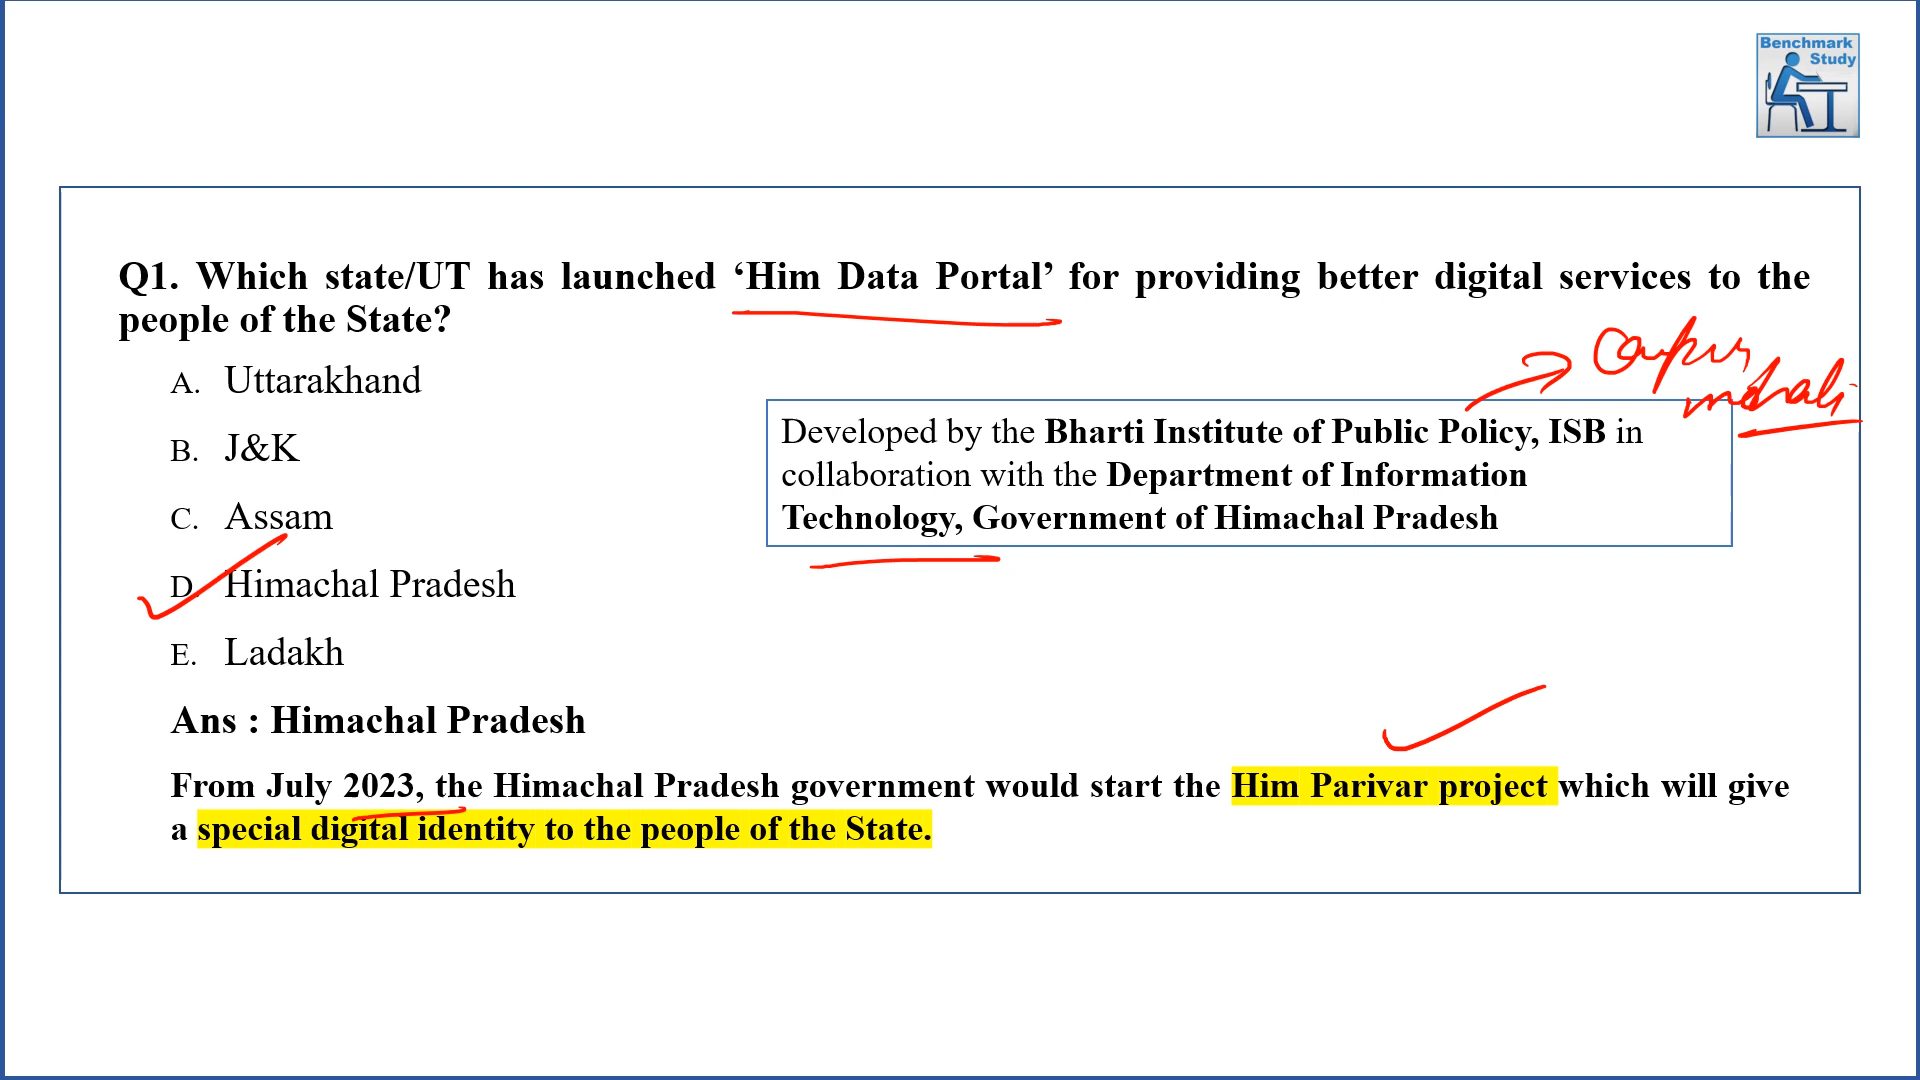 Benchmark
Study
Q1. Which state/UT has launched ‘Him Data Portal’ for providing better digital services to the
people of the State?
A. Uttarakhand
B. J&K
C. Assam
D. Himachal Pradesh
E. Ladakh
campus
mohali
Developed by the Bharti Institute of Public Policy, ISB in
collaboration with the Department of Information
Technology, Government of Himachal Pradesh
Ans : Himachal Pradesh
From July 2023, the Himachal Pradesh government would start the Him Parivar project which will give
a special digital identity to the people of the State.